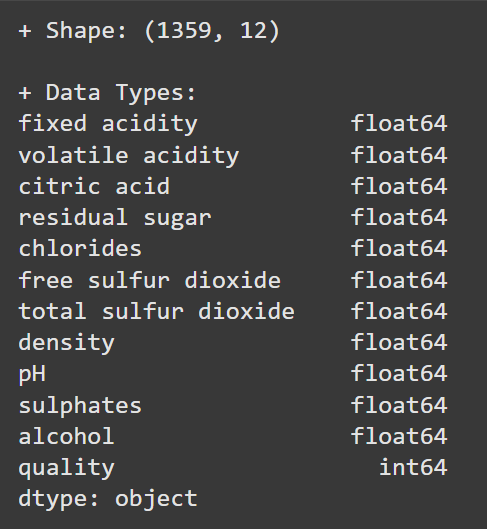 + Shape: (1359, 12)
+ Data Types:
fixed acidity float64
volatile acidity float64
citric acid float64
residual sugar float64
chlorides float64
free sulfur dioxide float64
total sulfur dioxide float64
density float64
pH float64
sulphates float64
alcohol float64
quality int64
dtype: object